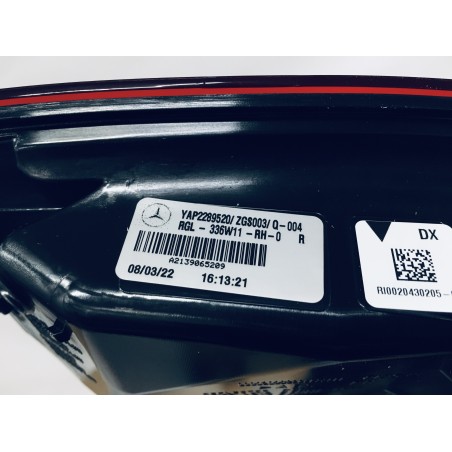 YAP2289520/ ZGS003/ Q-004
RGL - 336W11 -RH-0 R
A2139065209
08/03/22 16:13:21
DX
RI0020430205-